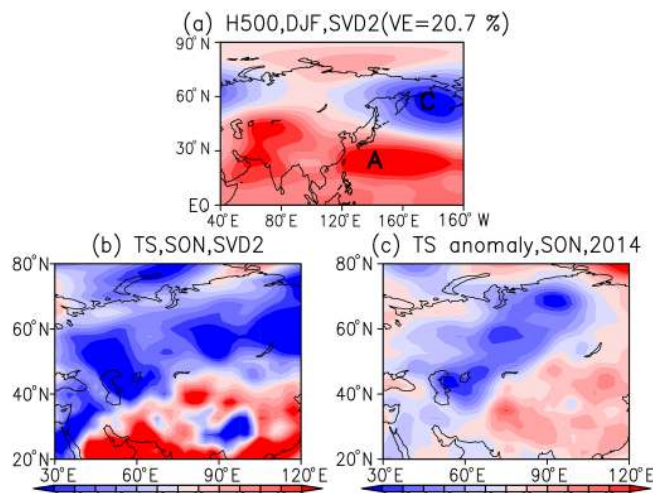 (a) H500,DJF,SVD2(VE=20.7 %)
90°N
60°N
30°N
EQ
C
A
40°E 80°E 120°E 160°E 160°W
(b) TS,SON,SVD2
80°N
60°N
40°N
20°N
30°E 60°E 90°E 120°E
(c) TS anomaly,SON,2014
80°N
60°N
40°N
20°N
30°E 60°E 90°E 120°E